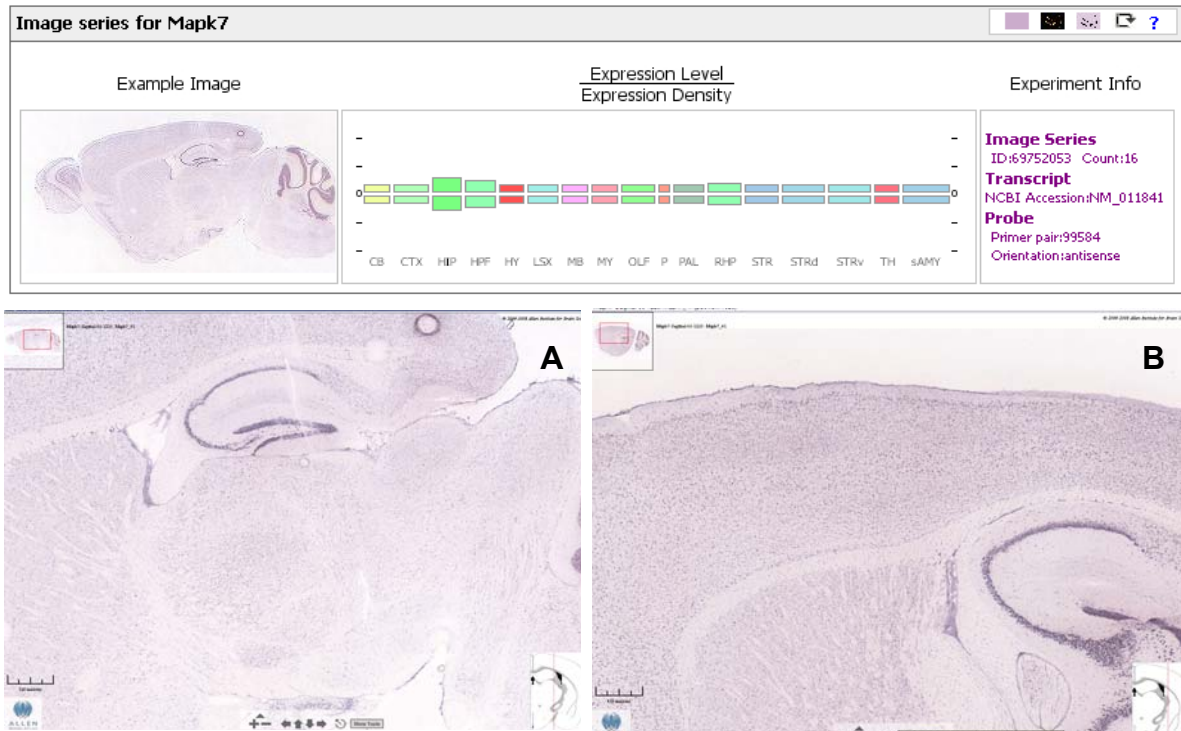 Image series for Mapk7
?
Example Image
Expression Level
Expression Density
Experiment Info
Image Series
ID:69752053 Count:16
Transcript
NCBI Accession:NM_011841
Probe
Primer pair:99584
Orientation:antisense
0
0
CB CTX HIP HPF HY LSX MB MY OLF P PAL RHP STR STRd STRv TH sAMY
A
B
ALLEN